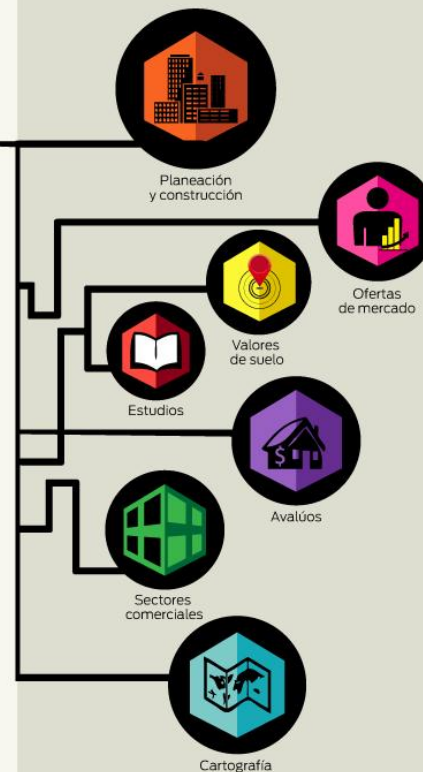 Planeación
y construcción
Ofertas
de mercado
Valores
de suelo
Estudios
$
Avalúos
Sectores
comerciales
Cartografía